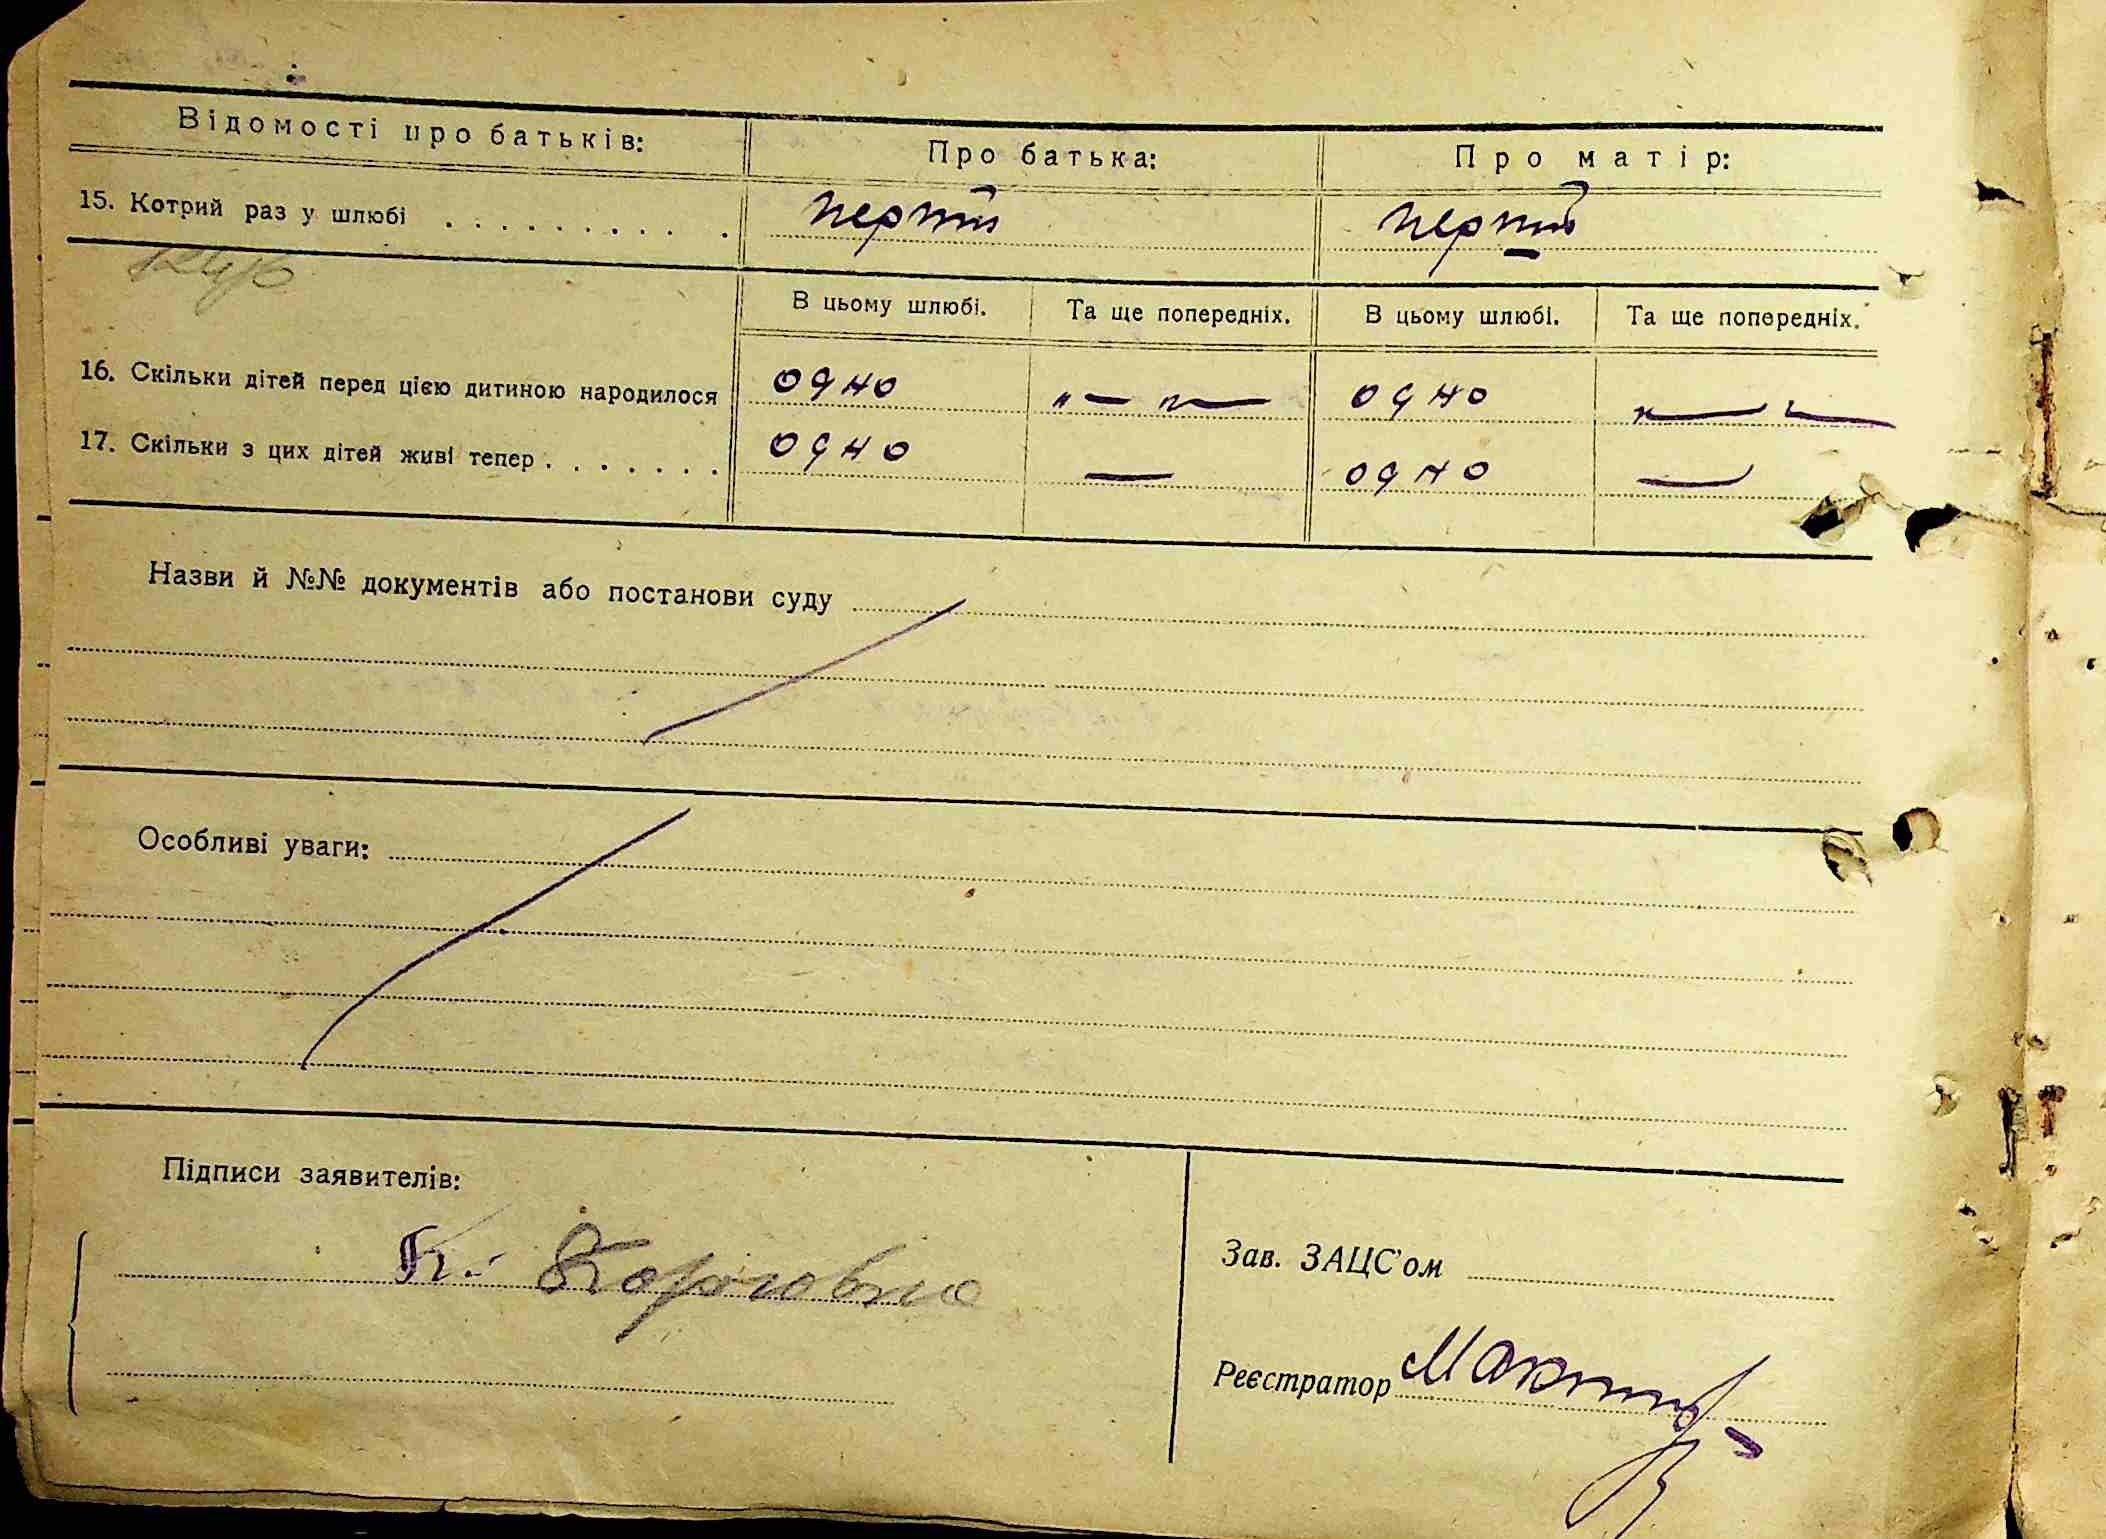 Відомості про батьків: Про батька: Про матір:
15. Котрий раз у шлюбі . . . . . . . . . . перший перший
В цьому шлюбі. Та ще попередніх. В цьому шлюбі. Та ще попередніх.
16. Скільки дітей перед цією дитиною народилося одно " — " — одно " — " —
17. Скільки з цих дітей живі тепер . . . . . . . одно — одно —
Назви й №№ документів або постанови суду
Особливі уваги:
Підписи заявителів:
К.
Зав. ЗАЦС'ом
Реєстратор